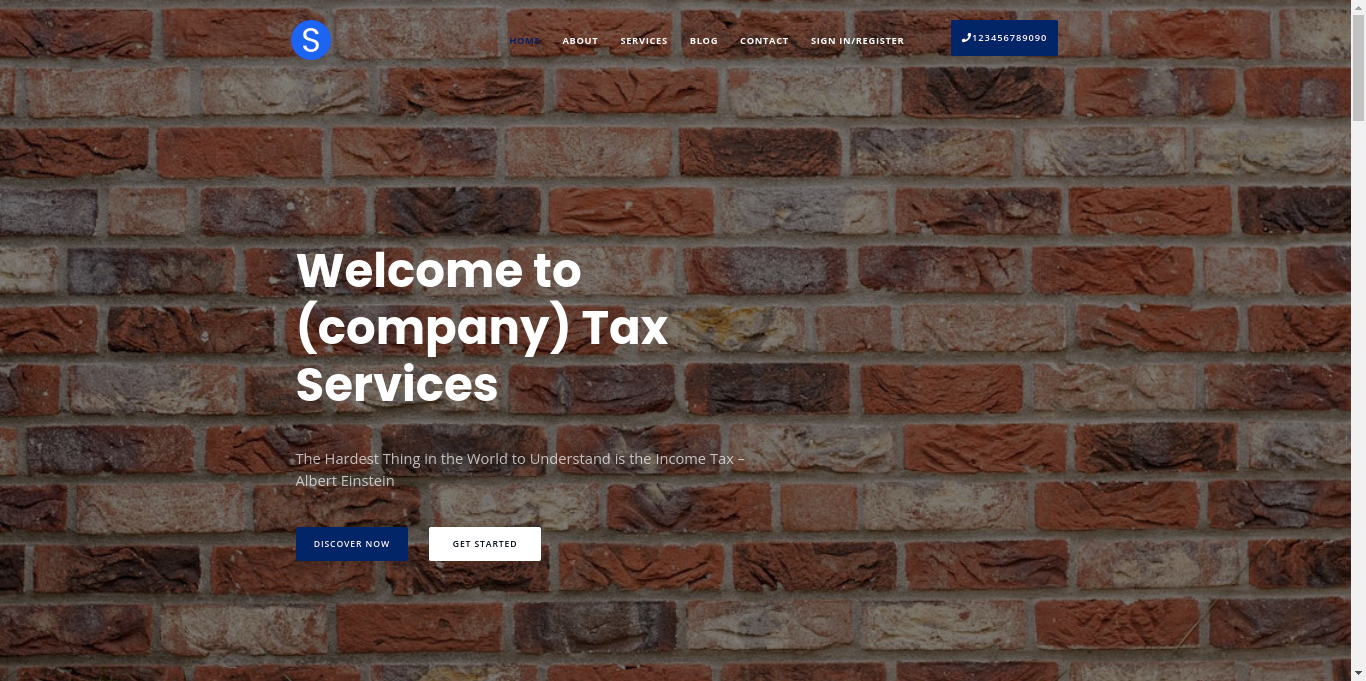 S
HOME ABOUT SERVICES BLOG CONTACT SIGN IN/REGISTER 123456789090
Welcome to
(company) Tax
Services
The Hardest Thing in the World to Understand is the Income Tax –
Albert Einstein
DISCOVER NOW GET STARTED